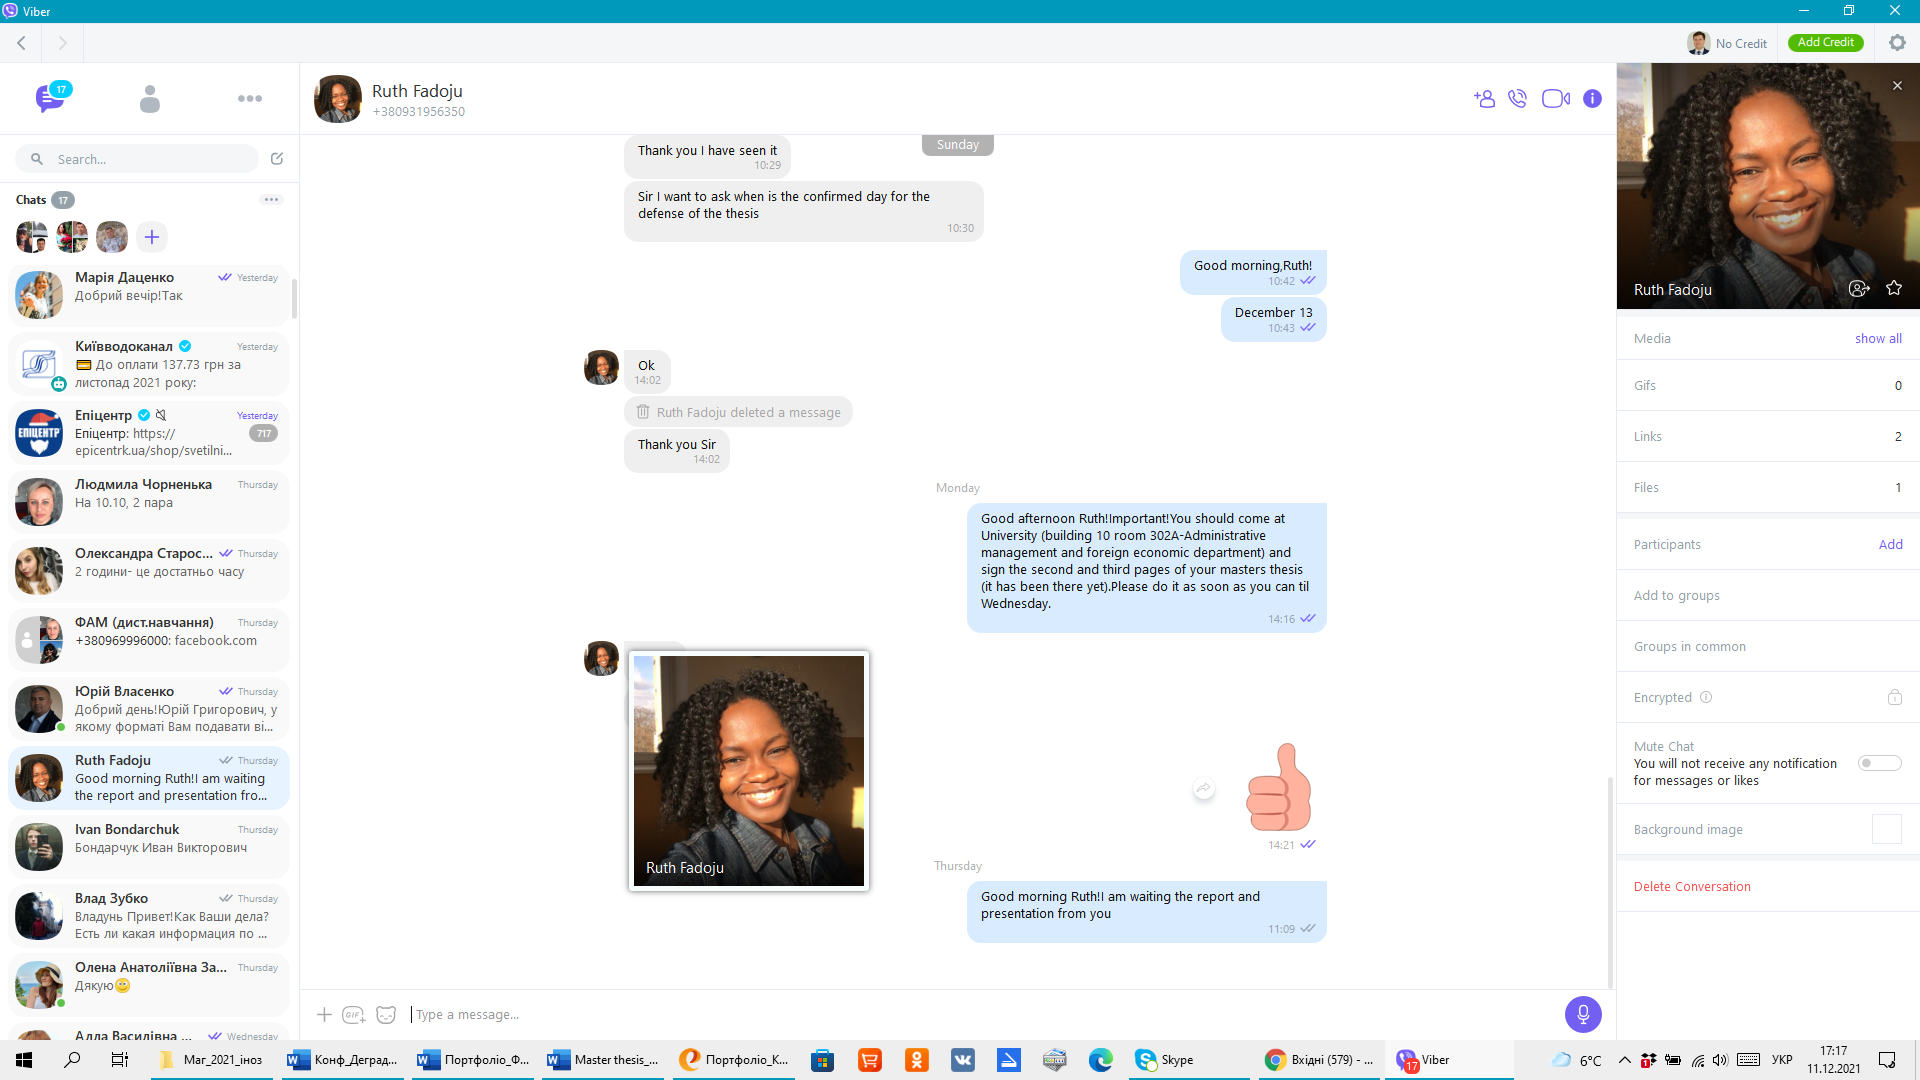 Viber
No Credit
Add Credit
17
Search...
Chats 17
Марія Даценко Yesterday
Добрий вечір!Так
Київводоканал Yesterday
До оплати 137.73 грн за
листопад 2021 року:
Епіцентр Yesterday
ЕПІЦЕНТР
Епіцентр: https://
717
epicentrk.ua/shop/svetilni...
Людмила Чорненька Thursday
На 10.10, 2 пара
Олександра Старос... Thursday
2 години- це достатньо часу
ФАМ (дист.навчання) Thursday
+380969996000: facebook.com
Юрій Власенко Thursday
Добрий день!Юрій Григорович, у
якому форматі Вам подавати ві...
Ruth Fadoju Thursday
Good morning Ruth!I am waiting
the report and presentation fro...
Ivan Bondarchuk Thursday
Бондарчук Иван Викторович
Влад Зубко Thursday
Владунь Привет!Как Ваши дела?
Есть ли какая информация по ...
Олена Анатоліївна За... Thursday
Дякую
Алла Василівна ... Wednesday
Ruth Fadoju
+380931956350
Sunday
Thank you I have seen it
10:29
Sir I want to ask when is the confirmed day for the
defense of the thesis
10:30
Good morning,Ruth!
10:42
December 13
10:43
Ok
14:02
Ruth Fadoju deleted a message
Thank you Sir
14:02
Monday
Good afternoon Ruth!Important!You should come at
University (building 10 room 302A-Administrative
management and foreign economic department) and
sign the second and third pages of your masters thesis
(it has been there yet).Please do it as soon as you can til
Wednesday.
14:16
Ruth Fadoju
14:21
Thursday
Good morning Ruth!I am waiting the report and
presentation from you
11:09
GIF
Type a message...
Ruth Fadoju
Media show all
Gifs 0
Links 2
Files 1
Participants Add
Add to groups
Groups in common
Encrypted
Mute Chat
You will not receive any notification
for messages or likes
Background image
Delete Conversation
Маг_2021_іноз
Конф_Деград...
Портфоліо_Ф...
Master thesis_...
Портфоліо_К...
Skype
Вхідні (579) - ...
17
Viber
6°C
1
УКР
17:17
11.12.2021